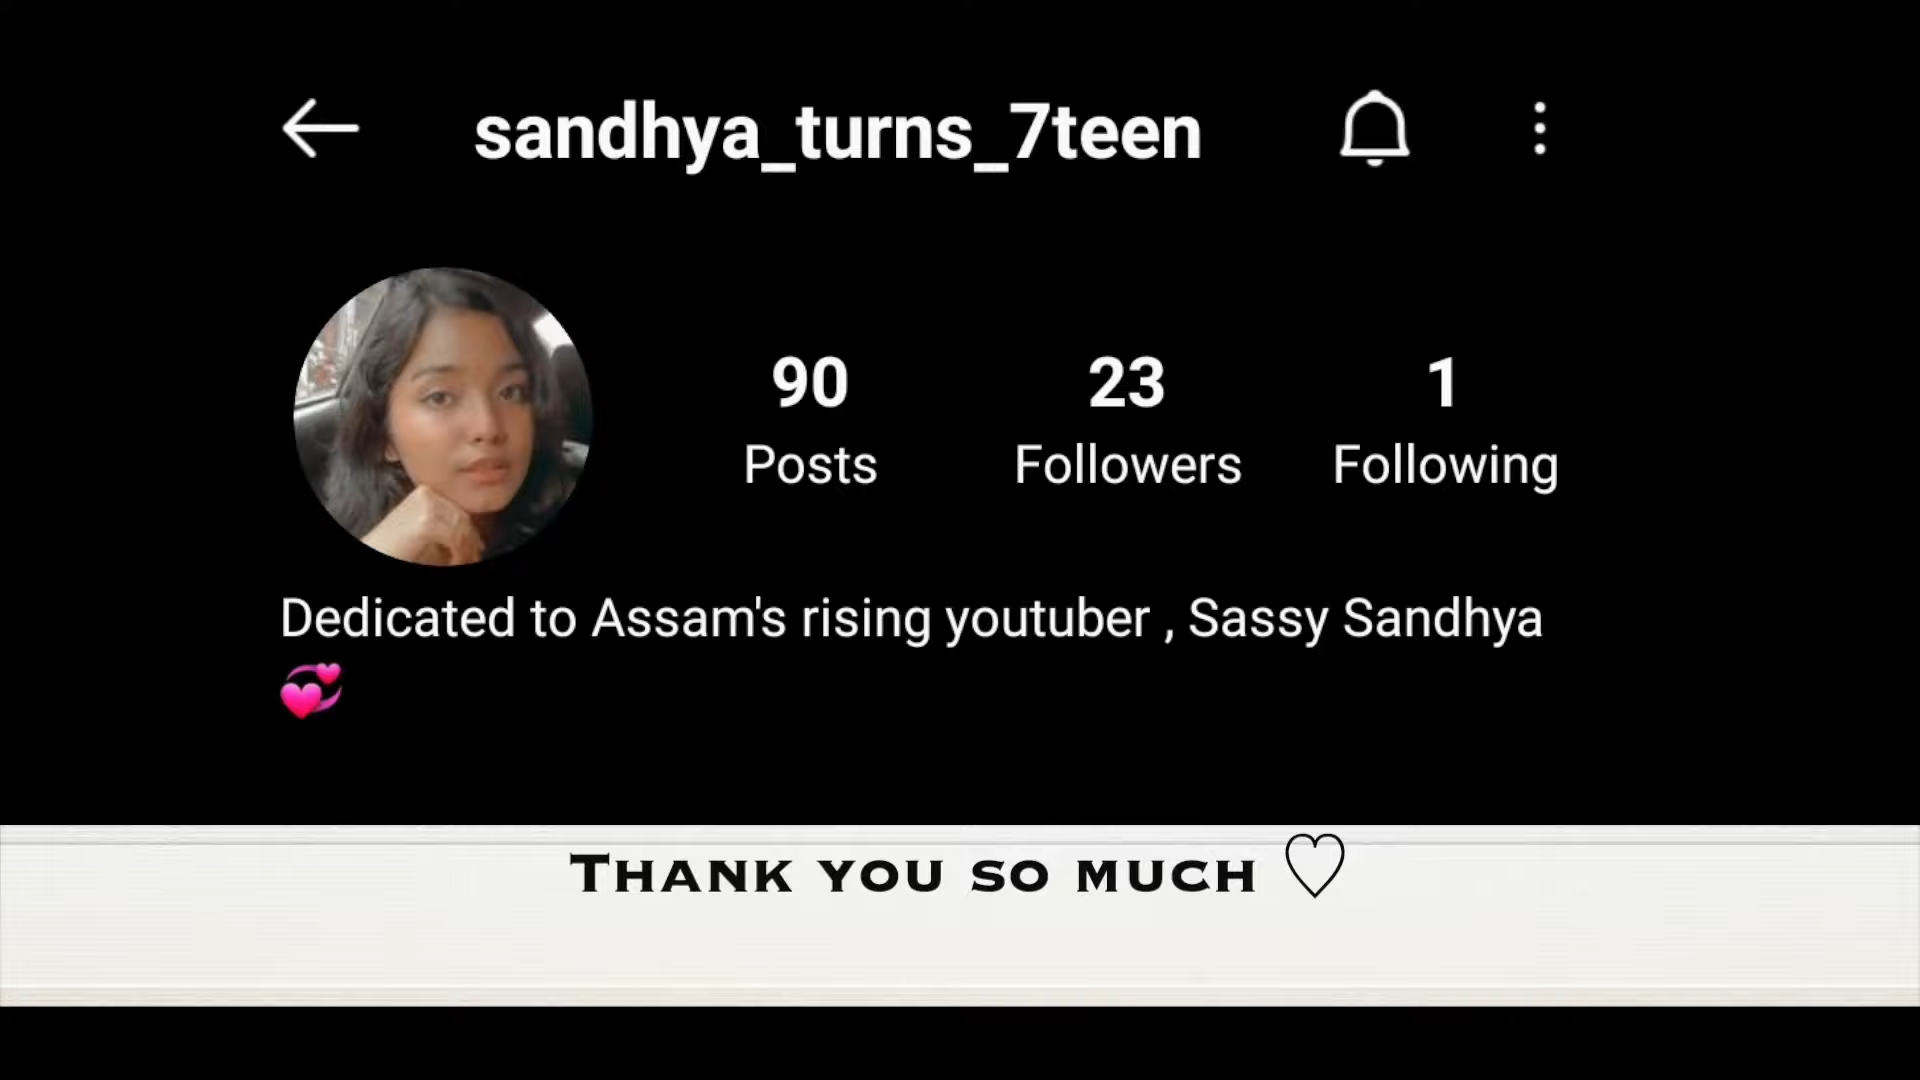 sandhya_turns_7teen
90 23 1
Posts Followers Following
Dedicated to Assam's rising youtuber , Sassy Sandhya
💞
THANK YOU SO MUCH ♡